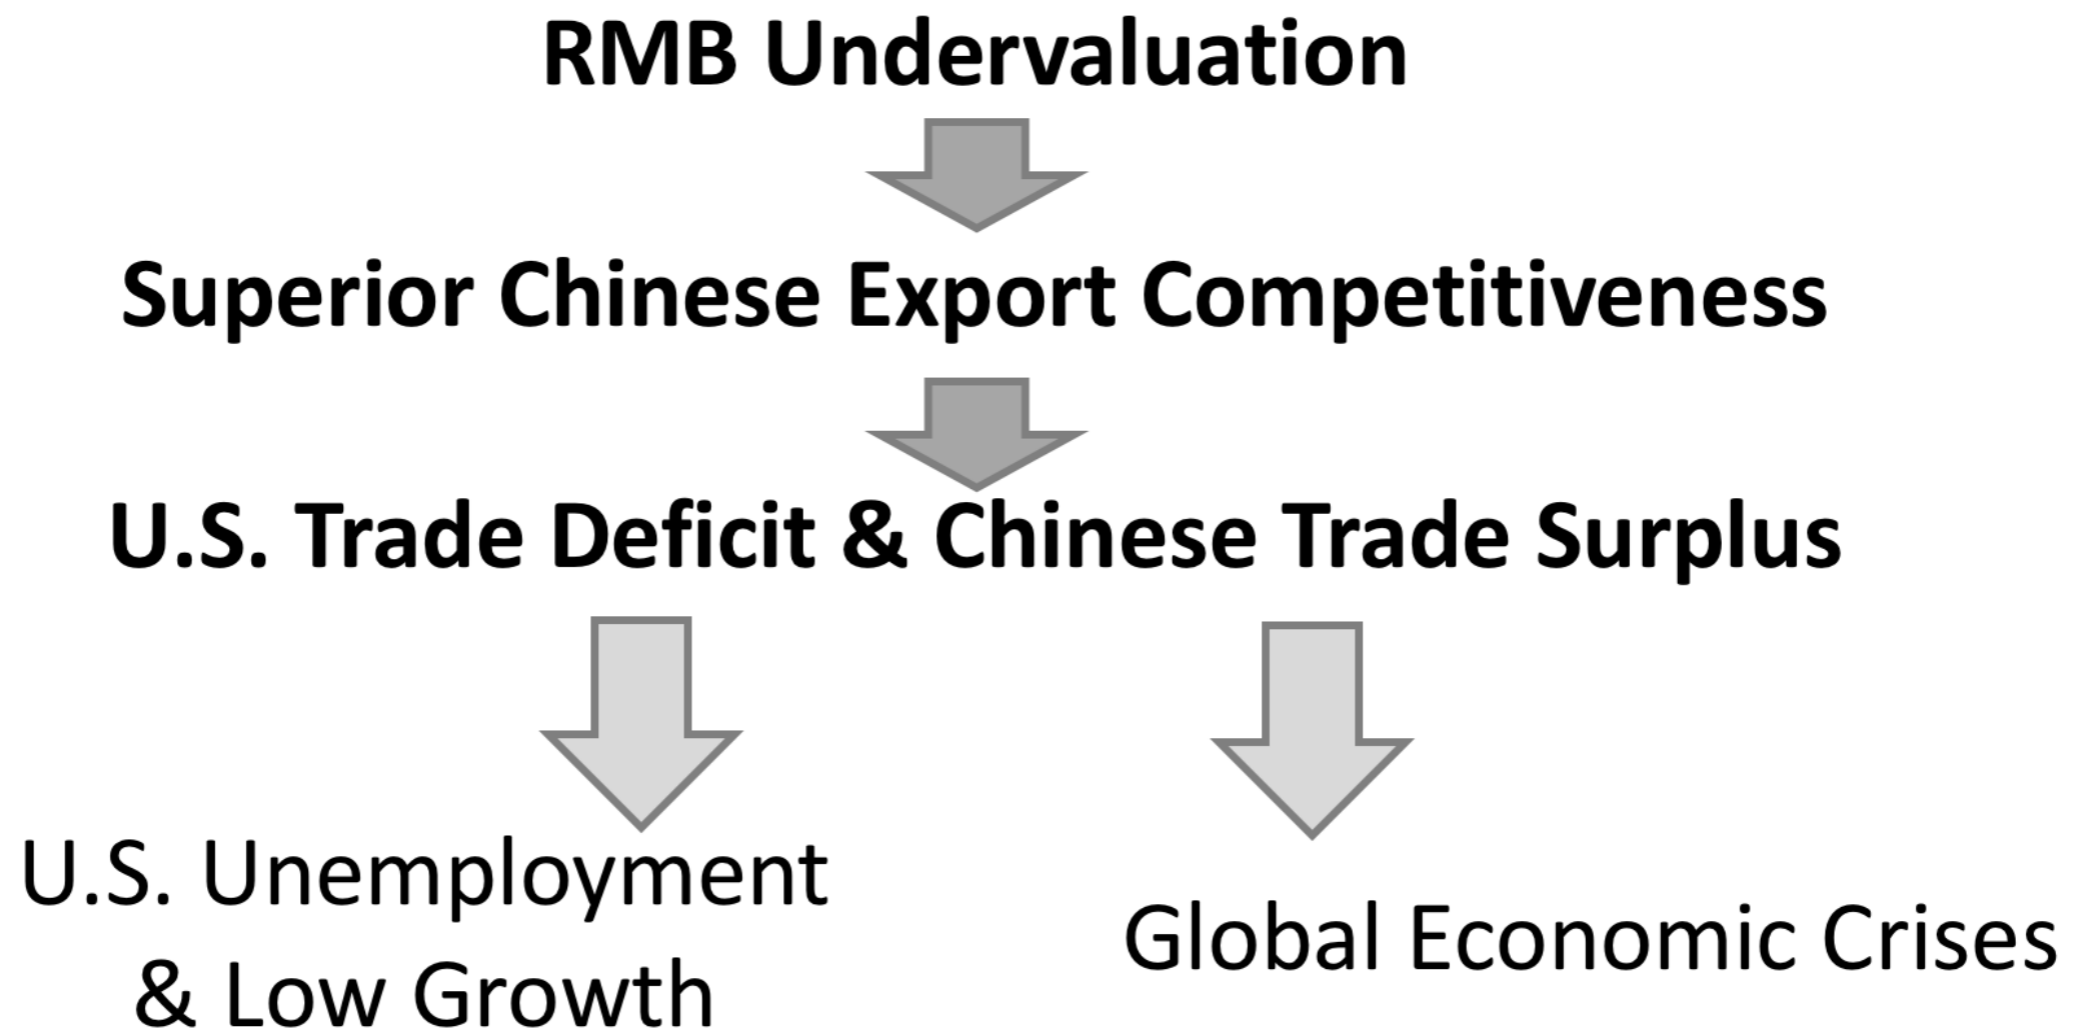 RMB Undervaluation
Superior Chinese Export Competitiveness
U.S. Trade Deficit & Chinese Trade Surplus
U.S. Unemployment
& Low Growth
Global Economic Crises